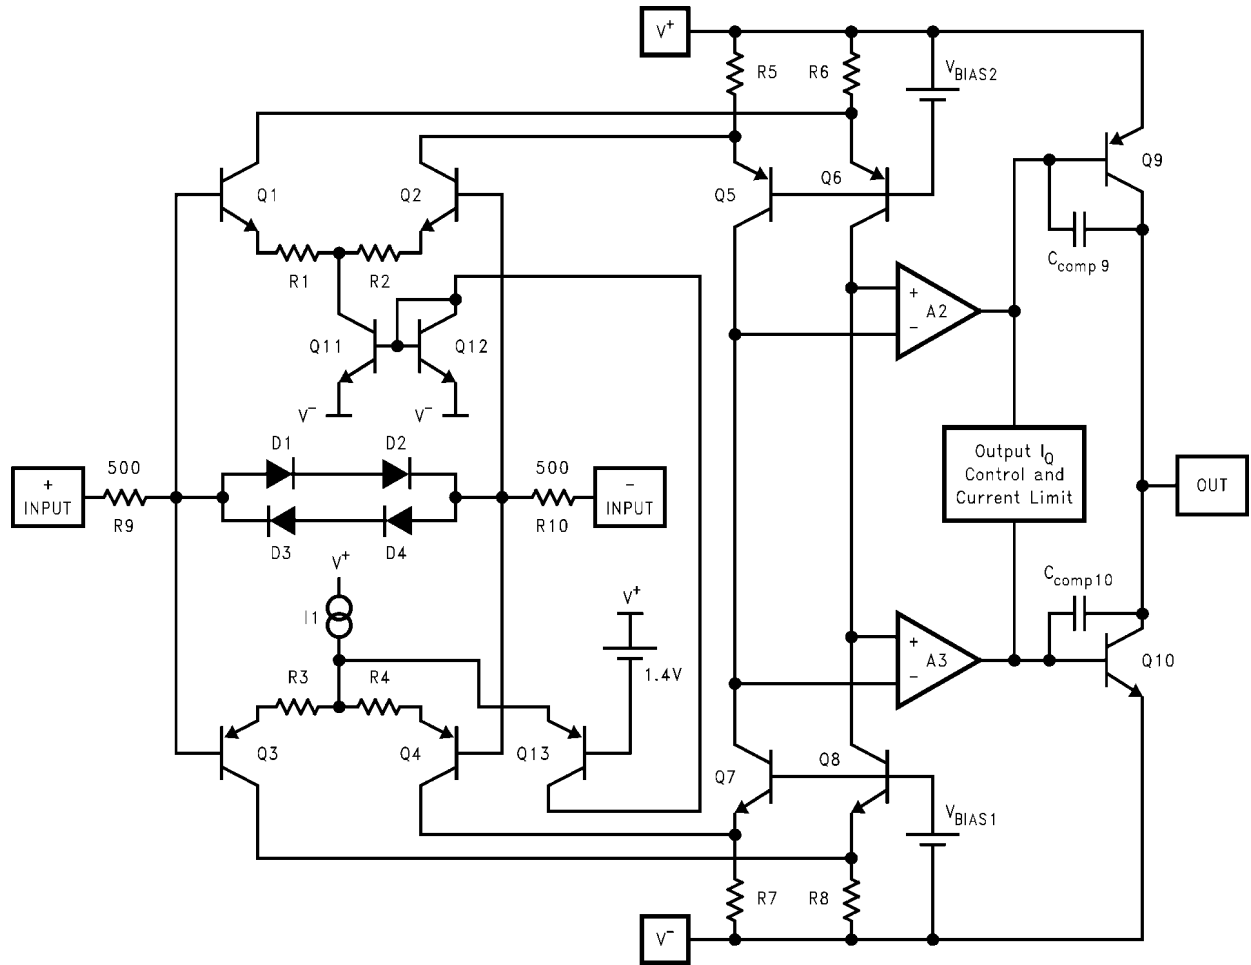 V+
R5
R6
VBIAS2
Q1
Q2
Q5
Q6
Q9
R1
R2
Ccomp9
+
A2
−
Q11
Q12
V−
V−
D1
D2
500
500
+
INPUT
−
INPUT
R9
R10
D3
D4
Output IQ
Control and
Current Limit
OUT
V+
I1
V+
1.4V
Ccomp10
R3
R4
+
A3
−
Q10
Q3
Q4
Q13
Q7
Q8
VBIAS1
R7
R8
V−